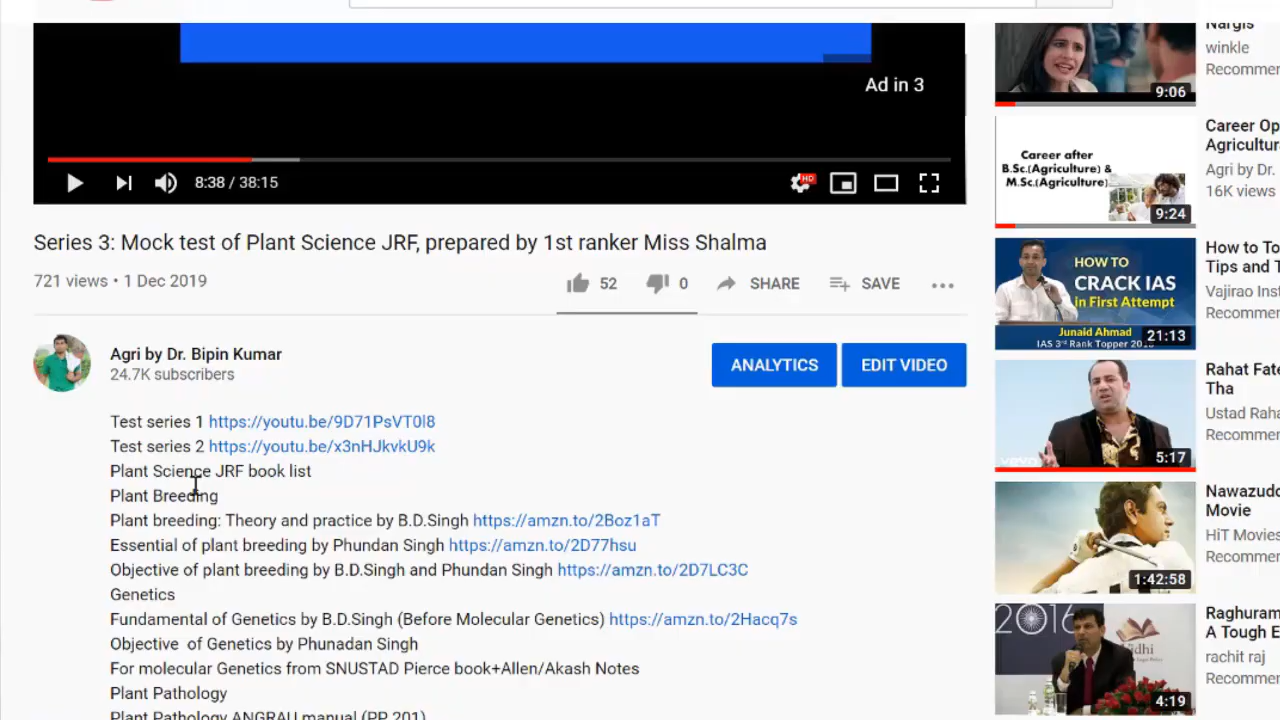 Ad in 3
8:38 / 38:15
HD
Series 3: Mock test of Plant Science JRF, prepared by 1st ranker Miss Shalma
721 views • 1 Dec 2019
52
0
SHARE
SAVE
Agri by Dr. Bipin Kumar
24.7K subscribers
ANALYTICS
EDIT VIDEO
Test series 1 https://youtu.be/9D71PsVT0l8
Test series 2 https://youtu.be/x3nHJkvkU9k
Plant Science JRF book list
Plant Breeding
Plant breeding: Theory and practice by B.D.Singh https://amzn.to/2Boz1aT
Essential of plant breeding by Phundan Singh https://amzn.to/2D77hsu
Objective of plant breeding by B.D.Singh and Phundan Singh https://amzn.to/2D7LC3C
Genetics
Fundamental of Genetics by B.D.Singh (Before Molecular Genetics) https://amzn.to/2Hacq7s
Objective of Genetics by Phunadan Singh
For molecular Genetics from SNUSTAD Pierce book+Allen/Akash Notes
Plant Pathology
Plant Pathology ANGRAU manual (PP 201)
Nargis
winkle
Recommen
9:06
Career after
B.Sc.(Agriculture) &
M.Sc.(Agriculture)
9:24
Career Op
Agricultur
Agri by Dr.
16K views
HOW TO
CRACK IAS
in First Attempt
Junaid Ahmad
IAS 3rd Rank Topper
21:13
How to To
Tips and T
Vajirao Inst
Recommer
vevo
5:17
Rahat Fate
Tha
Ustad Raha
Recommer
1:42:58
Nawazudd
Movie
HiT Movies
Recommer
2016
4:19
Raghuram
A Tough E
rachit raj
Recommer